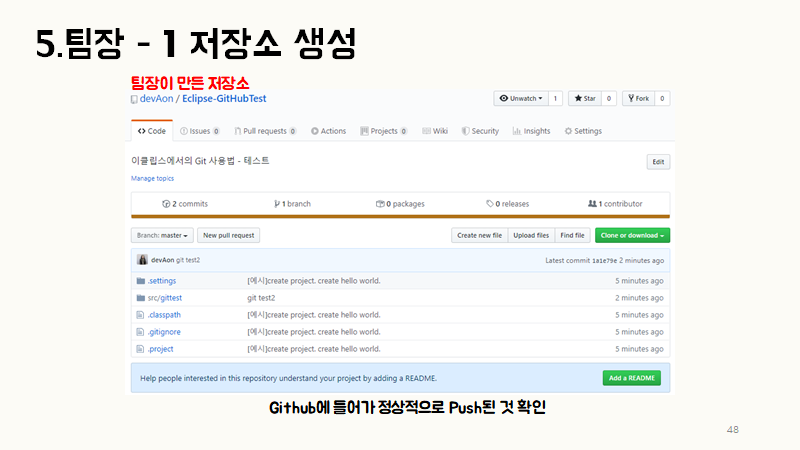 5.팀장 - 1 저장소 생성
팀장이 만든 저장소
devAon / Eclipse-GitHubTest
Unwatch 1 Star 0 Fork 0
Code Issues 0 Pull requests 0 Actions Projects 0 Wiki Security Insights Settings
이클립스에서의 Git 사용법 - 테스트 Edit
Manage topics
2 commits 1 branch 0 packages 0 releases 1 contributor
Branch: master New pull request Create new file Upload files Find file Clone or download
devAon git test2 Latest commit 1a1e79e 2 minutes ago
.settings [예시]create project. create hello world. 5 minutes ago
src/gittest git test2 2 minutes ago
.classpath [예시]create project. create hello world. 5 minutes ago
.gitignore [예시]create project. create hello world. 5 minutes ago
.project [예시]create project. create hello world. 5 minutes ago
Help people interested in this repository understand your project by adding a README. Add a README
Github에 들어가 정상적으로 Push된 것 확인
48